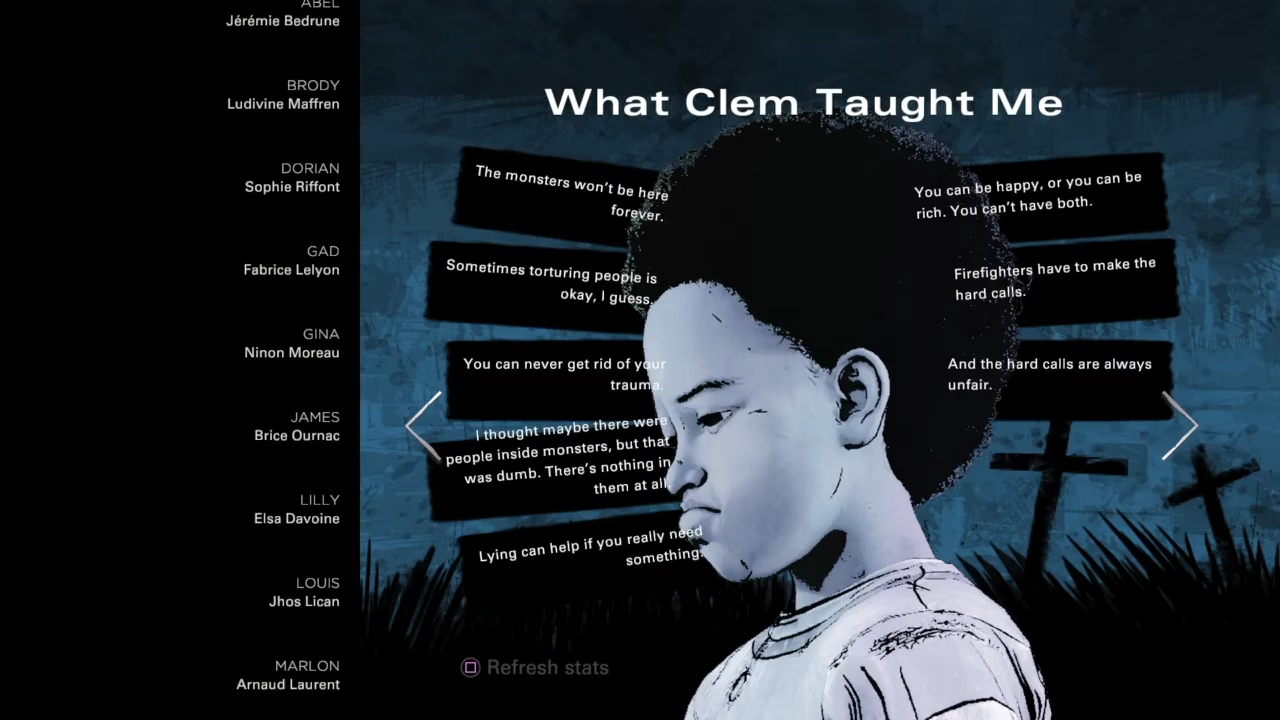 ABEL
Jérémie Bedrune
BRODY
Ludivine Maffren
DORIAN
Sophie Riffont
GAD
Fabrice Lelyon
GINA
Ninon Moreau
JAMES
Brice Ournac
LILLY
Elsa Davoine
LOUIS
Jhos Lican
MARLON
Arnaud Laurent
What Clem Taught Me
The monsters won't be here
forever.
Sometimes torturing people is
okay, I guess.
You can never get rid of your
trauma.
I thought maybe there were
people inside monsters, but that
was dumb. There's nothing in
them at all.
Lying can help if you really need
something.
You can be happy, or you can be
rich. You can't have both.
Firefighters have to make the
hard calls.
And the hard calls are always
unfair.
Refresh stats